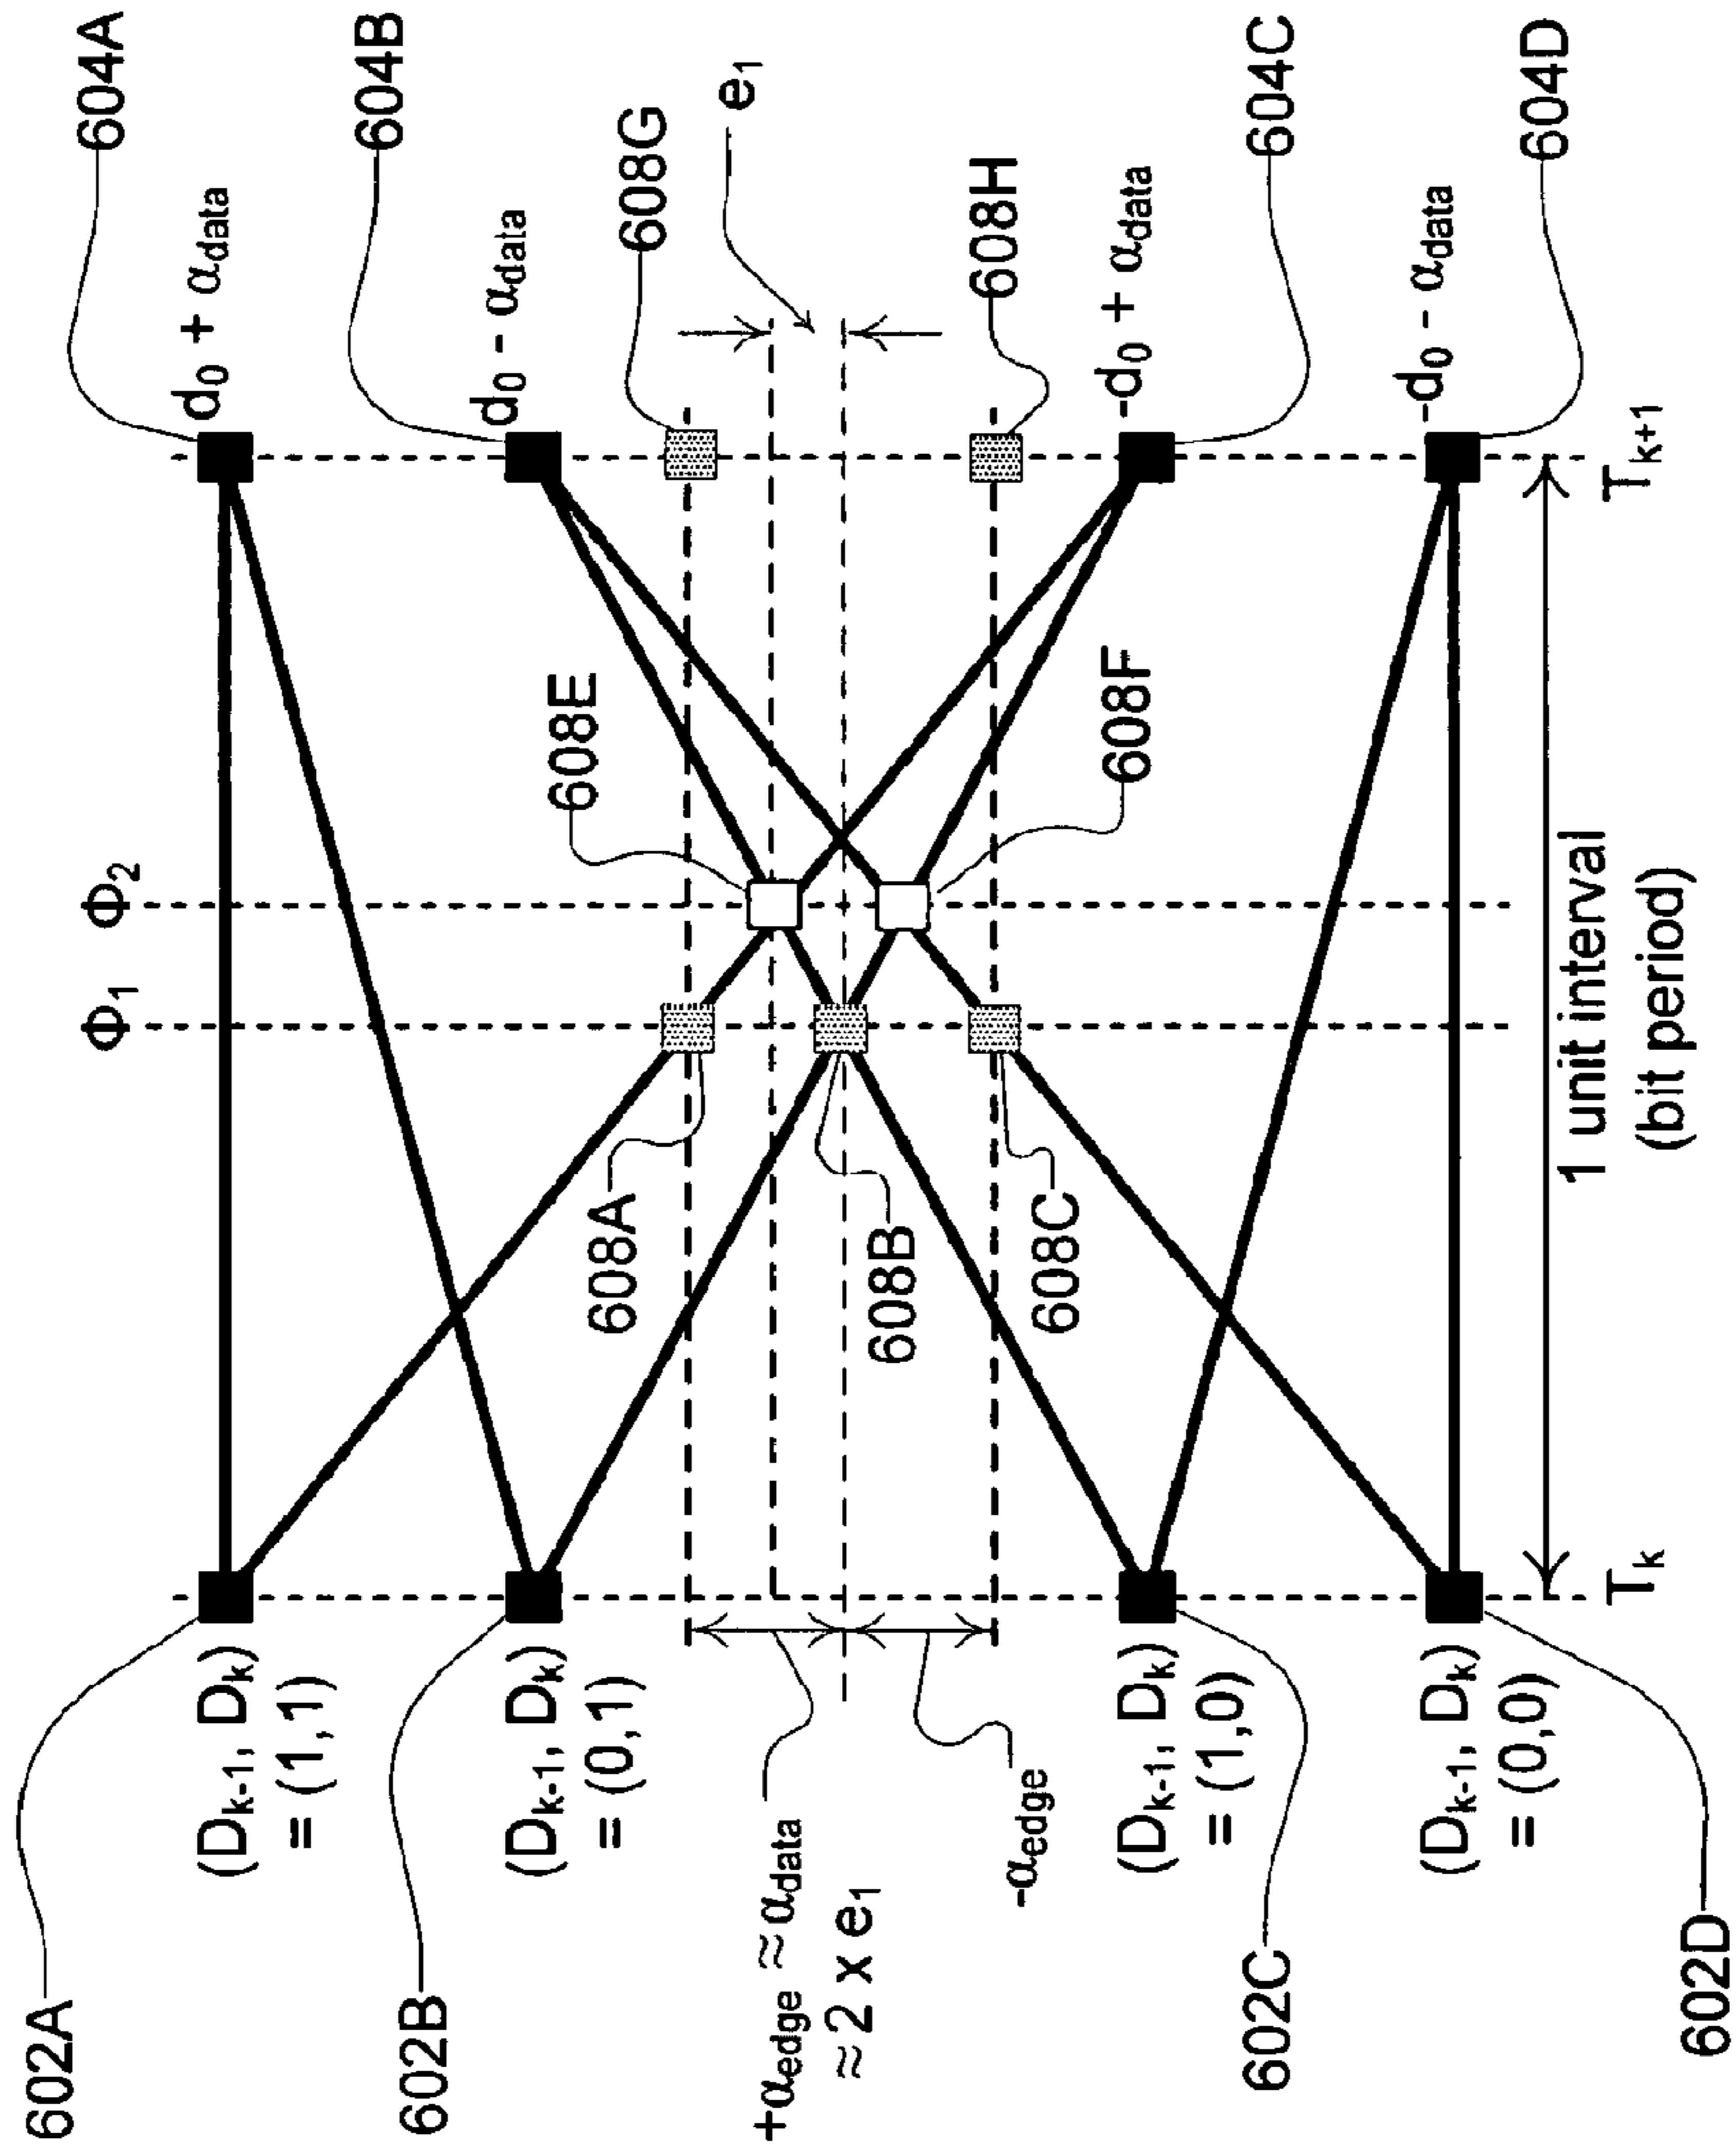 602A
(Dk-1, Dk)
= (1,1)
Φ1
Φ2
d0 + αdata
604A
602B
(Dk-1, Dk)
= (0,1)
608A
608E
d0 - αdata
604B
608G
e1
+αedge ≈ αdata
≈ 2 x e1
608B
-αedge
608C
608F
608H
602C
(Dk-1, Dk)
= (1,0)
-d0 + αdata
604C
602D
(Dk-1, Dk)
= (0,0)
-d0 - αdata
604D
Tk
1 unit interval
(bit period)
Tk+1